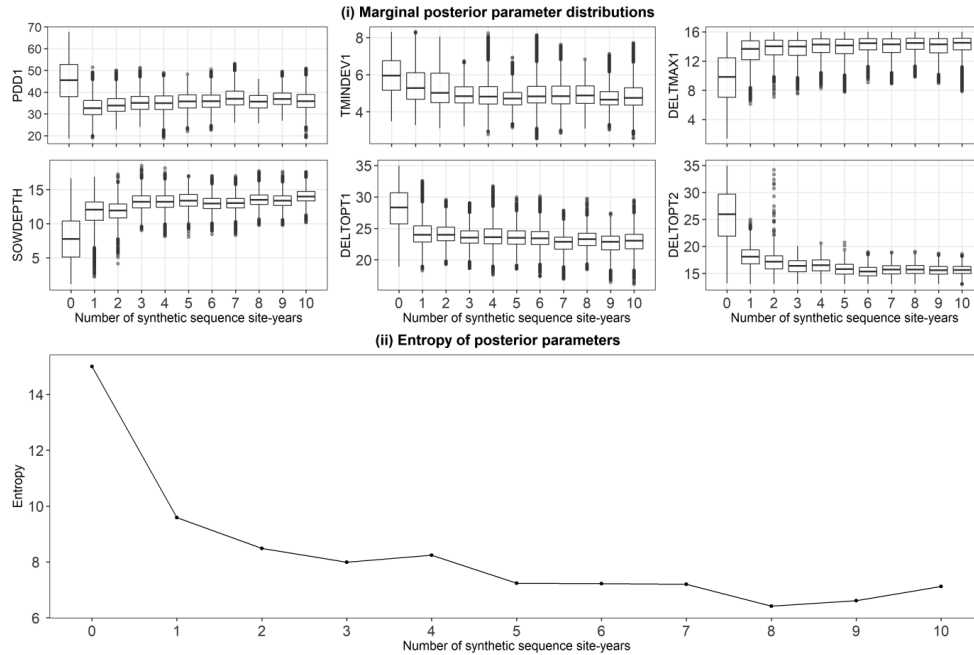 (i) Marginal posterior parameter distributions
PDD1
70
60
50
40
30
20
TMINDEV1
8
6
4
DELTMAX1
16
12
8
4
SOWDEPTH
15
10
5
0 1 2 3 4 5 6 7 8 9 10
Number of synthetic sequence site-years
DELTOPT1
35
30
25
20
0 1 2 3 4 5 6 7 8 9 10
Number of synthetic sequence site-years
DELTOPT2
35
30
25
20
15
0 1 2 3 4 5 6 7 8 9 10
Number of synthetic sequence site-years
(ii) Entropy of posterior parameters
Entropy
14
12
10
8
6
0 1 2 3 4 5 6 7 8 9 10
Number of synthetic sequence site-years